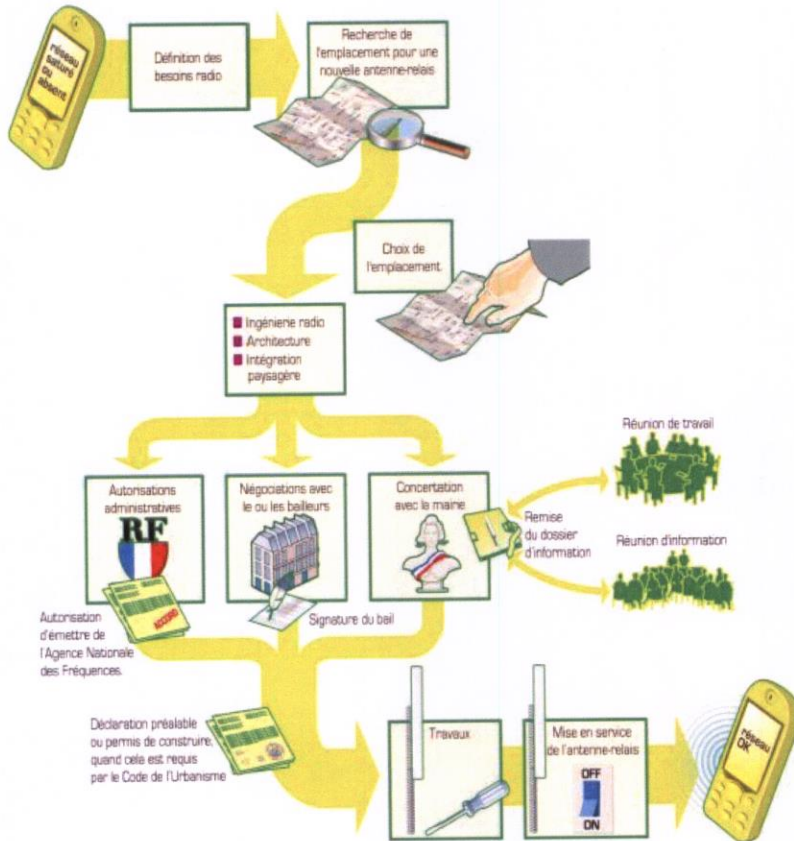 réseau
saturé
ou
absent
Définition des
besoins radio
Recherche de
l'emplacement pour une
nouvelle antenne-relais
Choix de
l'emplacement.
Ingénierie radio
Architecture
Intégration
paysagère
Autorisations
administratives
RF
ACCORD
Autorisation
d'émettre de
l'Agence Nationale
des Fréquences.
Négociations avec
le ou les bailleurs
Signature du bail
Concertation
avec la mairie
Remise
du dossier
d'information
Réunion de travail
Réunion d'information
Déclaration préalable
ou permis de construire,
quand cela est requis
par le Code de l'Urbanisme
Travaux
Mise en service
de l'antenne-relais
OFF
ON
réseau
OK